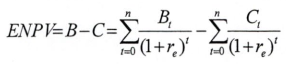 ENPV=B−C=∑_{t=0}^{n} B_t/(1+r_e)^t − ∑_{t=0}^{n} C_t/(1+r_e)^t